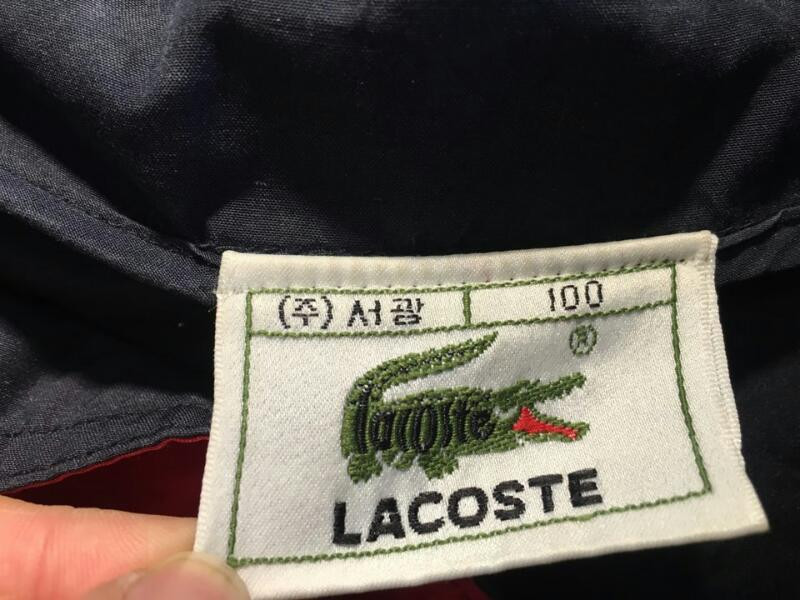 (주) 서광 100
®
lacoste
LACOSTE